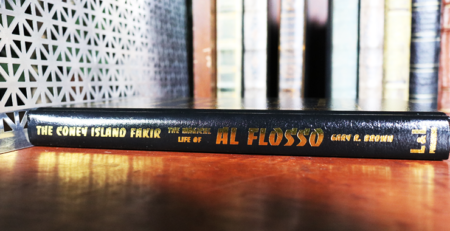 THE CONEY ISLAND FAKIR
THE MAGICAL
LIFE OF
AL FLOSSO
GARY R. BROWN